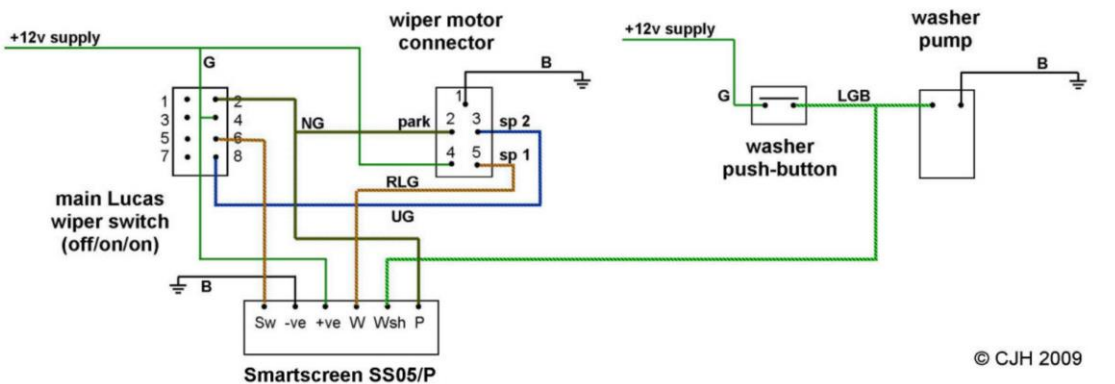 +12v supply
wiper motor
connector
washer
pump
+12v supply
G
B
B
1 2
3 4
5 6
7 8
1
2 3
4 5
NG
park
sp 2
sp 1
RLG
UG
G
LGB
washer
push-button
main Lucas
wiper switch
(off/on/on)
B
Sw -ve +ve W Wsh P
Smartscreen SS05/P
© CJH 2009